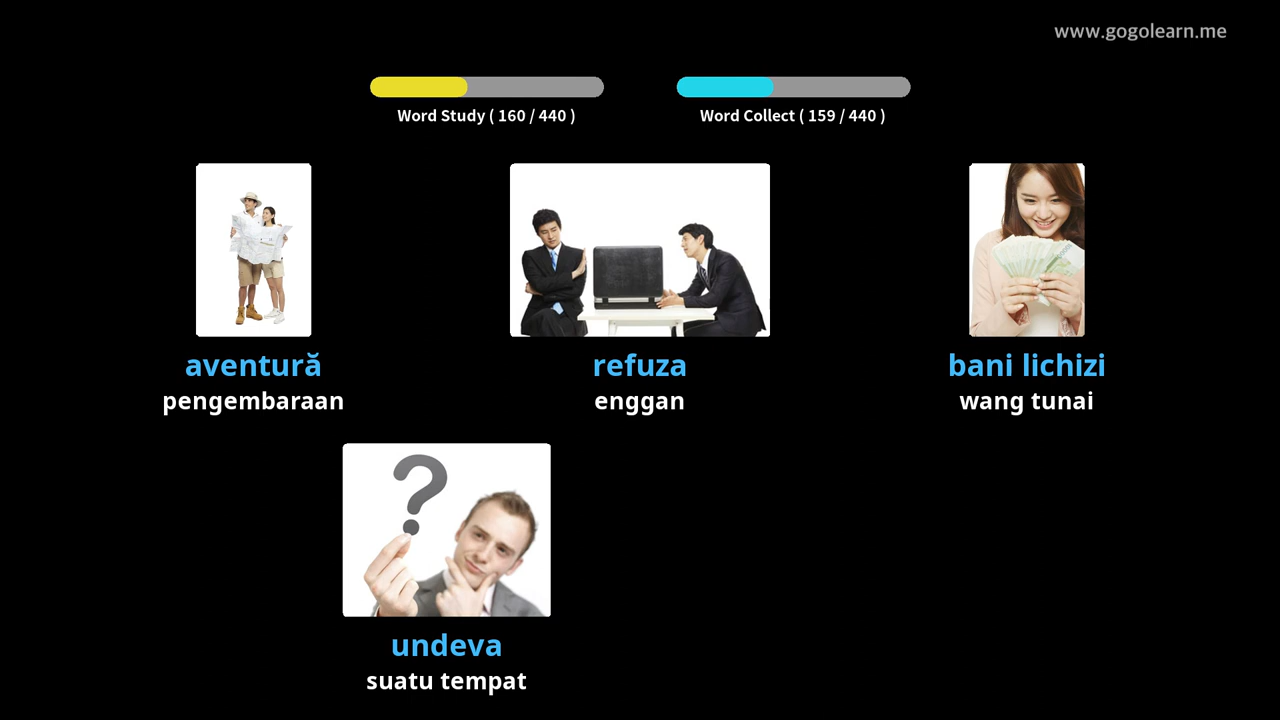 www.gogolearn.me
Word Study ( 160 / 440 )
Word Collect ( 159 / 440 )
aventură
pengembaraan
refuza
enggan
bani lichizi
wang tunai
?
undeva
suatu tempat